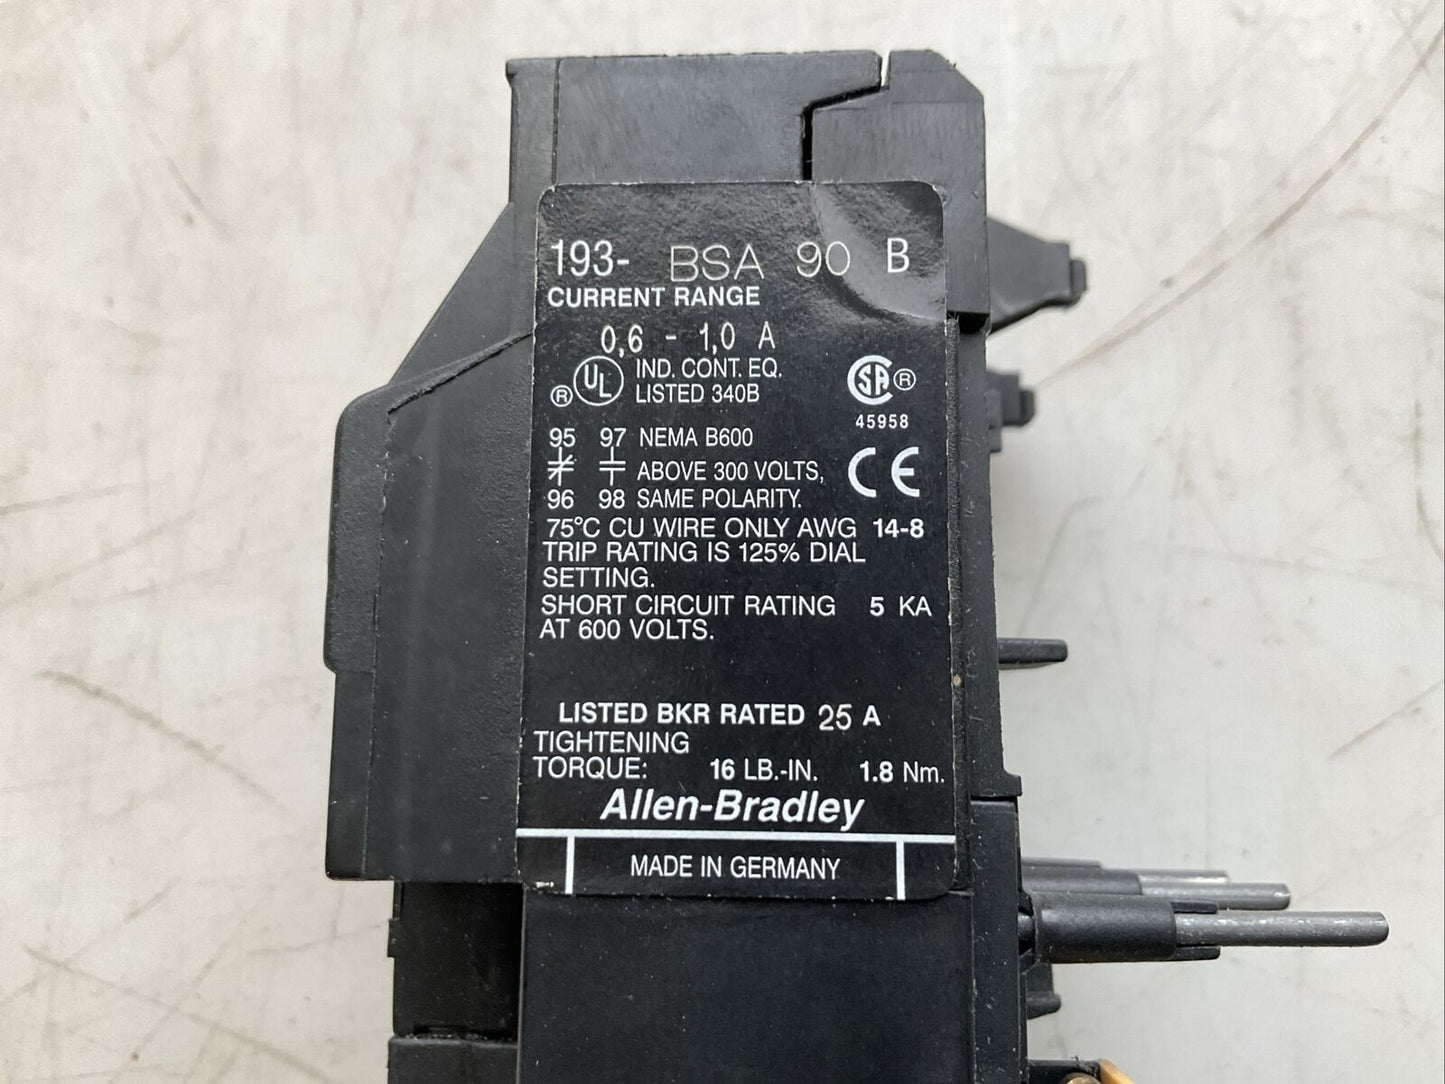 193- BSA 90 B
CURRENT RANGE
0,6 - 1,0 A
® UL IND. CONT. EQ.
LISTED 340B
SA ®
45958
95 97 NEMA B600
ABOVE 300 VOLTS,
CE
96 98 SAME POLARITY.
75°C CU WIRE ONLY AWG 14-8
TRIP RATING IS 125% DIAL
SETTING.
SHORT CIRCUIT RATING 5 KA
AT 600 VOLTS.
LISTED BKR RATED 25 A
TIGHTENING
TORQUE: 16 LB.-IN. 1.8 Nm.
Allen-Bradley
MADE IN GERMANY